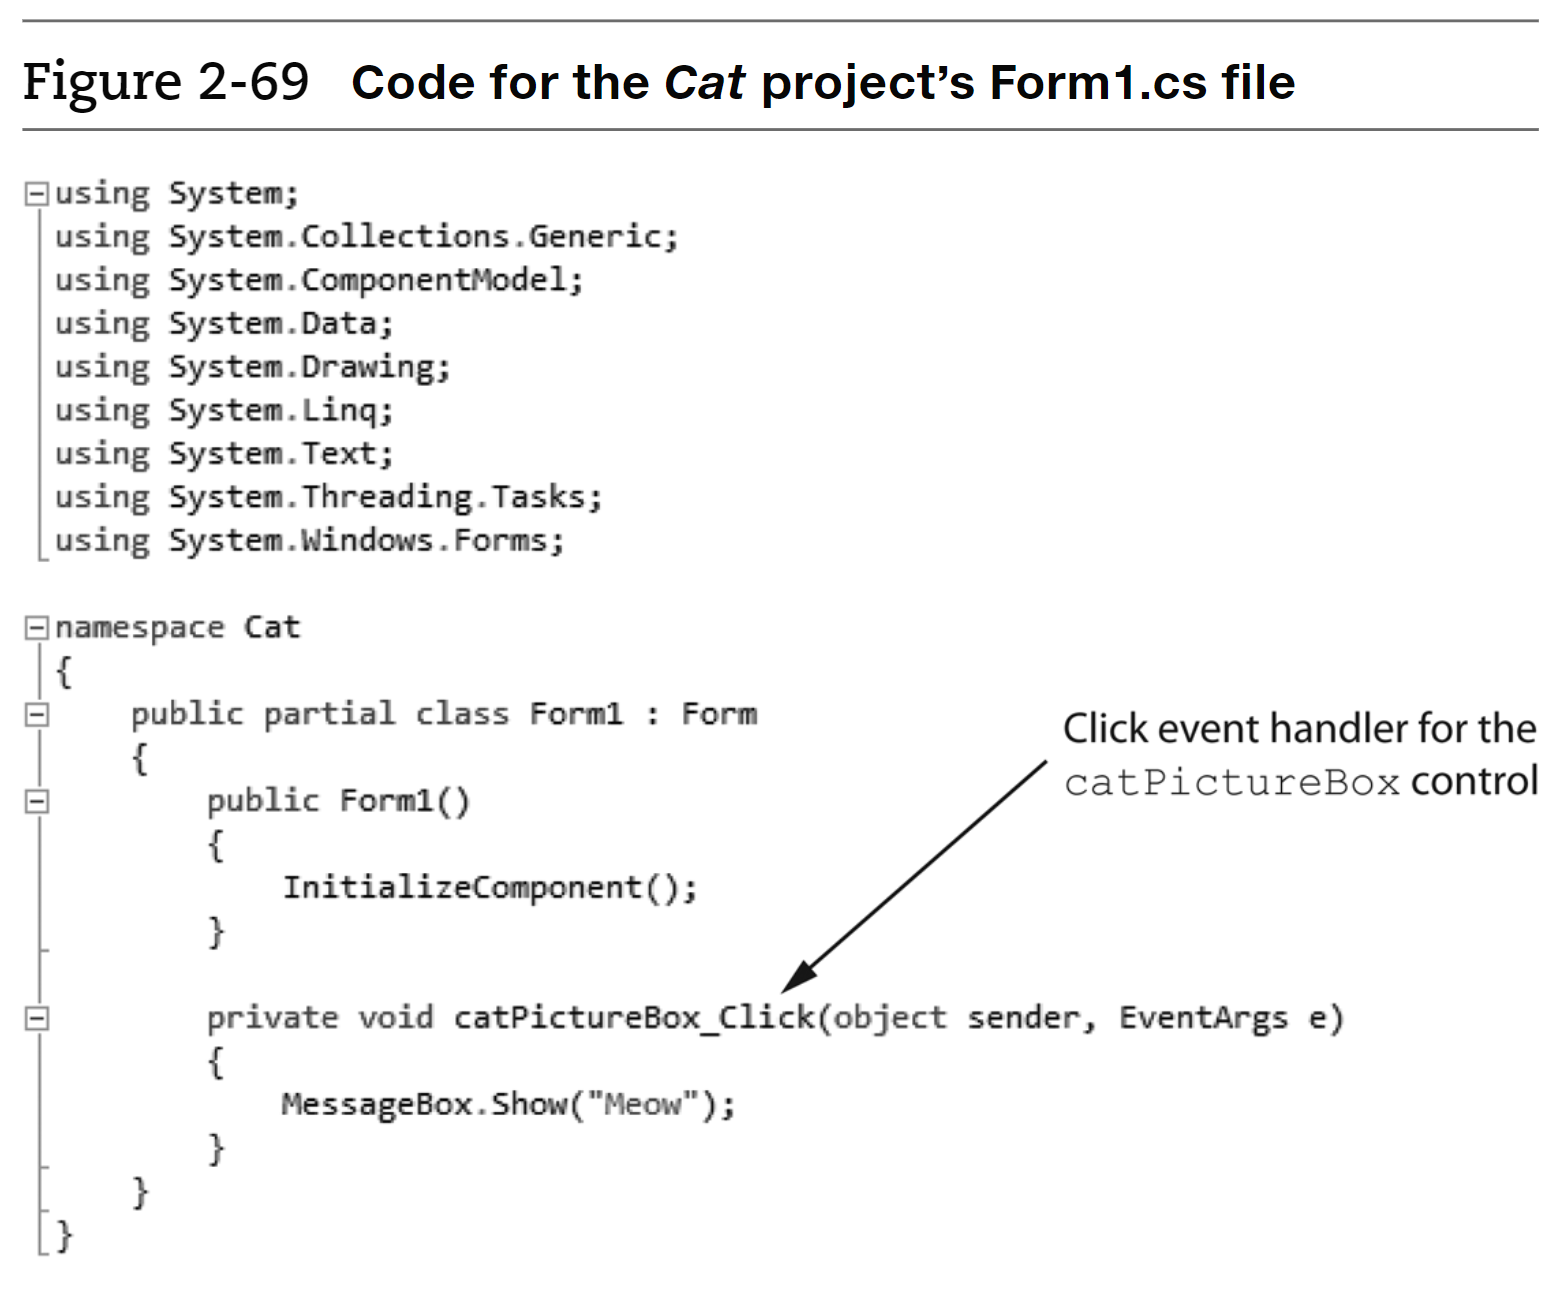 Figure 2-69 Code for the Cat project’s Form1.cs file
using System;
using System.Collections.Generic;
using System.ComponentModel;
using System.Data;
using System.Drawing;
using System.Linq;
using System.Text;
using System.Threading.Tasks;
using System.Windows.Forms;
namespace Cat
{
public partial class Form1 : Form
{
Click event handler for the
catPictureBox control
public Form1()
{
InitializeComponent();
}
private void catPictureBox_Click(object sender, EventArgs e)
{
MessageBox.Show("Meow");
}
}
}